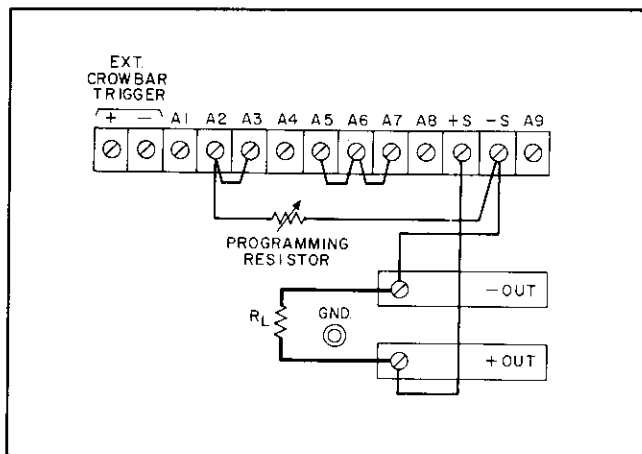 EXT.
CROWBAR
TRIGGER
+ - A1 A2 A3 A4 A5 A6 A7 A8 +S -S A9
PROGRAMMING
RESISTOR
-OUT
RL GND.
+OUT